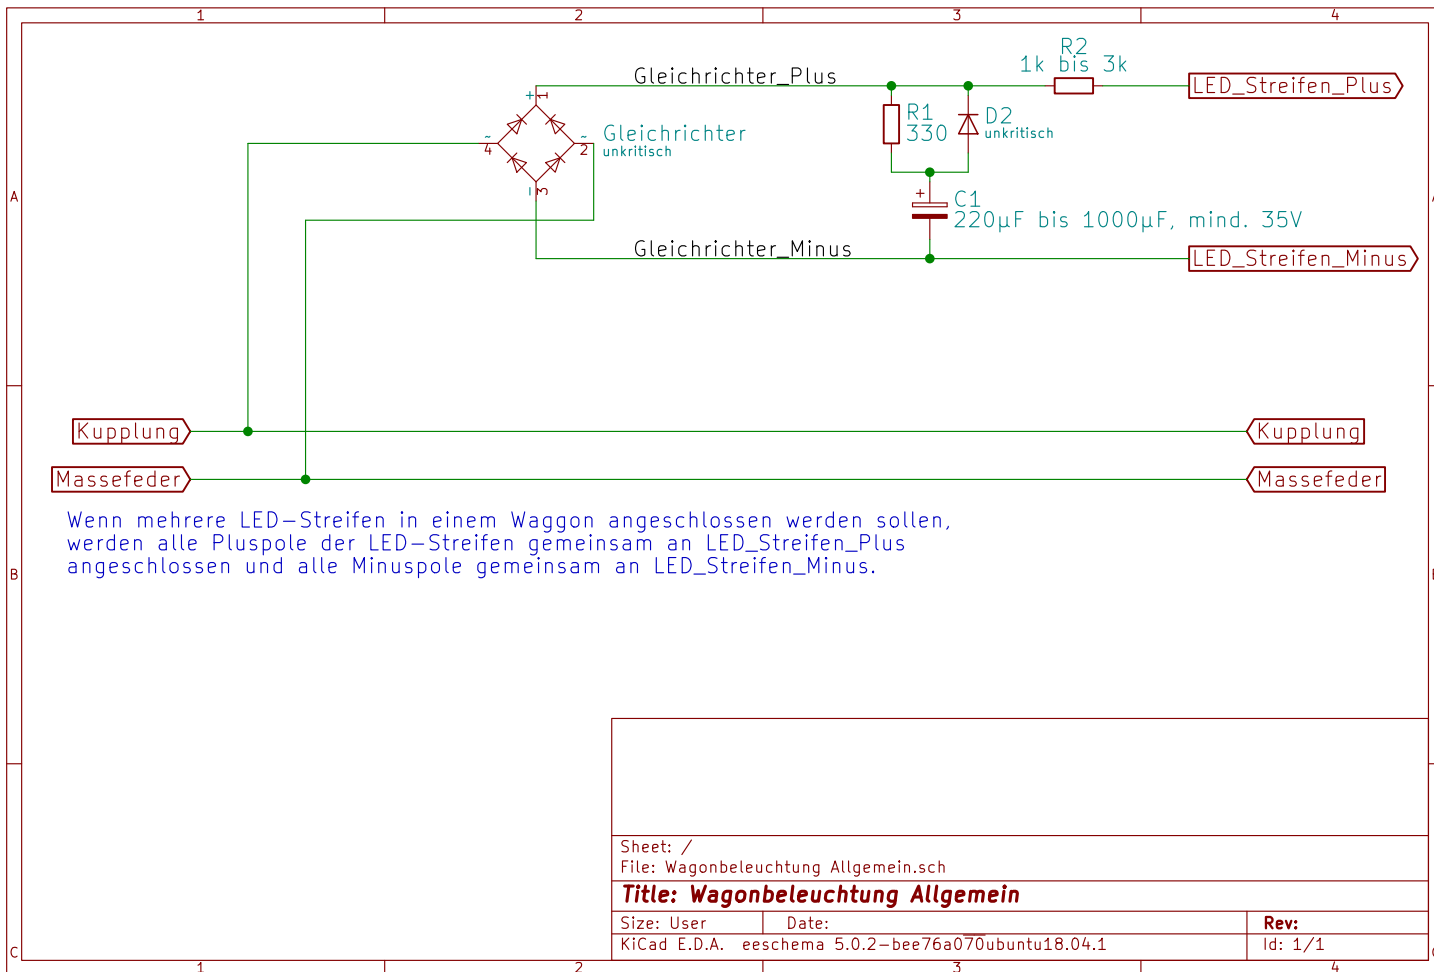 1 2 3 4
R2
1k bis 3k
Gleichrichter_Plus
LED_Streifen_Plus
+ 1
R1
330
D2
unkritisch
~ 4
~ 2
Gleichrichter
unkritisch
- 3
A
+
C1
220µF bis 1000µF, mind. 35V
Gleichrichter_Minus
LED_Streifen_Minus
Kupplung
Kupplung
Massefeder
Massefeder
Wenn mehrere LED-Streifen in einem Waggon angeschlossen werden sollen,
werden alle Pluspole der LED-Streifen gemeinsam an LED_Streifen_Plus
angeschlossen und alle Minuspole gemeinsam an LED_Streifen_Minus.
B
Sheet: /
File: Wagonbeleuchtung Allgemein.sch
Title: Wagonbeleuchtung Allgemein
Size: User Date: Rev:
KiCad E.D.A. eeschema 5.0.2-bee76a070ubuntu18.04.1 Id: 1/1
C
1 2 3 4